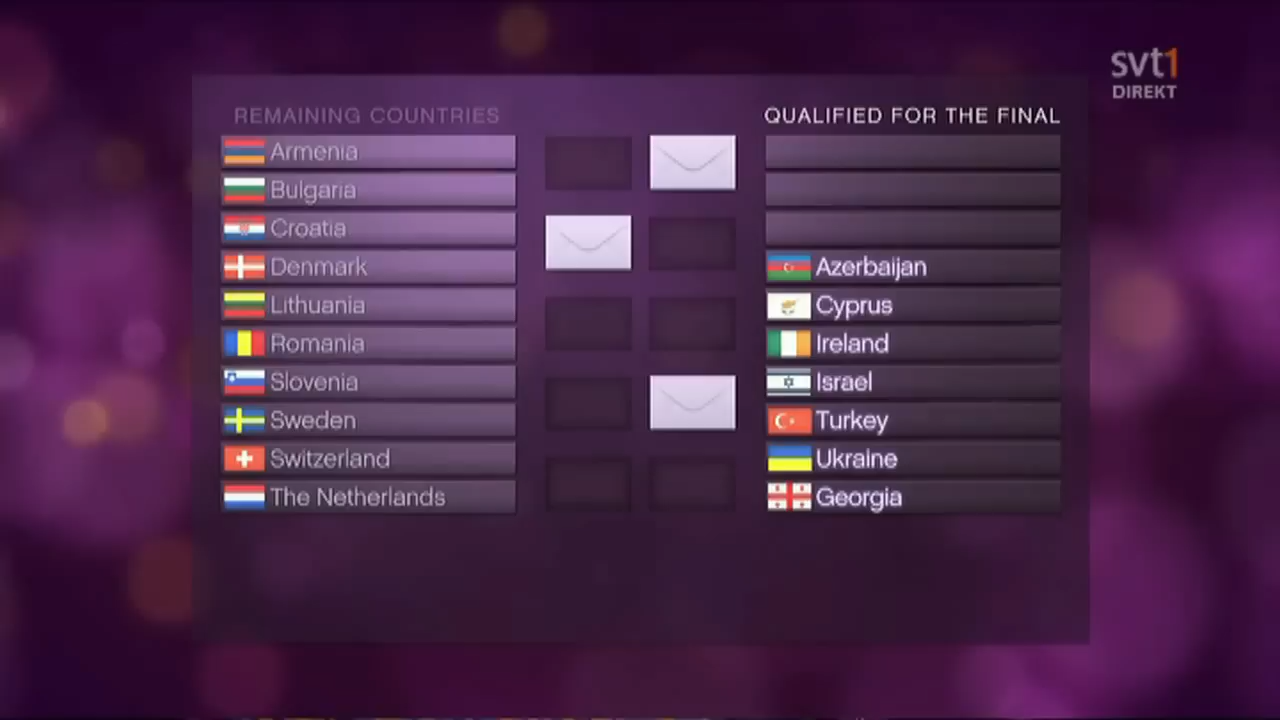 svt1
DIREKT
REMAINING COUNTRIES
Armenia
Bulgaria
Croatia
Denmark
Lithuania
Romania
Slovenia
Sweden
Switzerland
The Netherlands
QUALIFIED FOR THE FINAL
Azerbaijan
Cyprus
Ireland
Israel
Turkey
Ukraine
Georgia